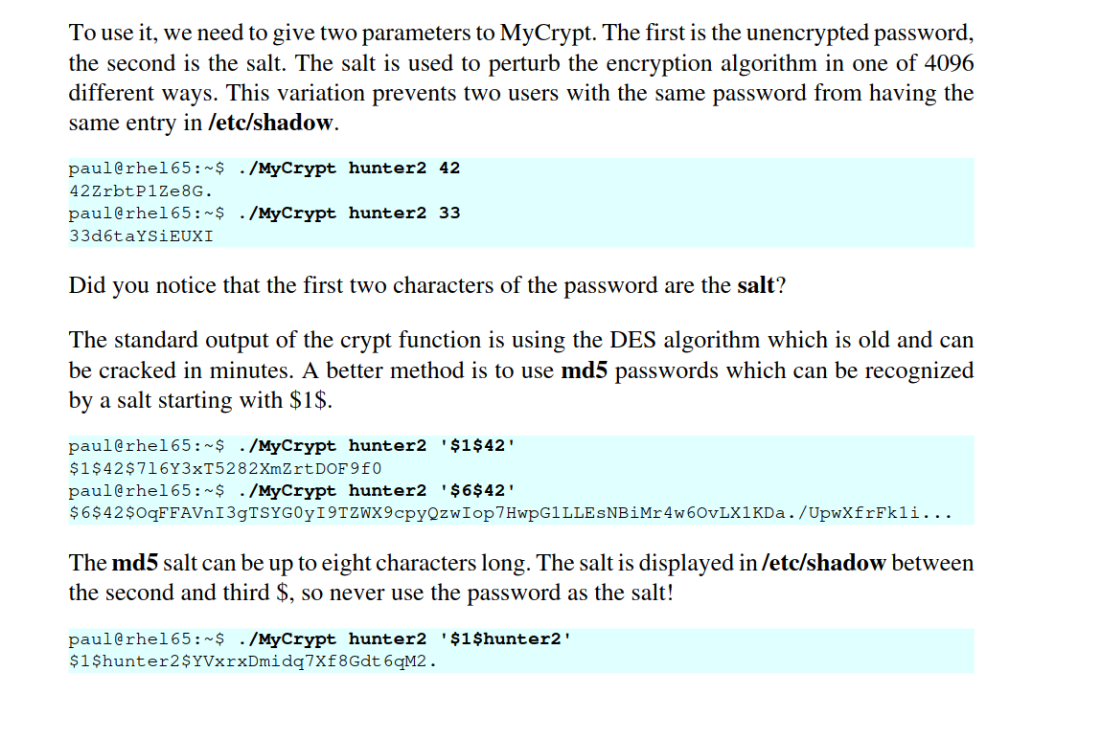 To use it, we need to give two parameters to MyCrypt. The first is the unencrypted password,
the second is the salt. The salt is used to perturb the encryption algorithm in one of 4096
different ways. This variation prevents two users with the same password from having the
same entry in /etc/shadow.
paul@rhel65:~$ ./MyCrypt hunter2 42
42ZrbtP1Ze8G.
paul@rhel65:~$ ./MyCrypt hunter2 33
33d6taYSiEUXI
Did you notice that the first two characters of the password are the salt?
The standard output of the crypt function is using the DES algorithm which is old and can
be cracked in minutes. A better method is to use md5 passwords which can be recognized
by a salt starting with $1$.
paul@rhel65:~$ ./MyCrypt hunter2 '$1$42'
$1$42$7l6Y3xT5282XmZrtDOF9f0
paul@rhel65:~$ ./MyCrypt hunter2 '$6$42'
$6$42$OqFFAVnI3gTSYG0yI9TZWX9cpyQzwIop7HwpG1LLEsNBiMr4w6OvLX1KDa./UpwXfrFk1i...
The md5 salt can be up to eight characters long. The salt is displayed in /etc/shadow between
the second and third $, so never use the password as the salt!
paul@rhel65:~$ ./MyCrypt hunter2 '$1$hunter2'
$1$hunter2$YVxrxDmidq7Xf8Gdt6qM2.